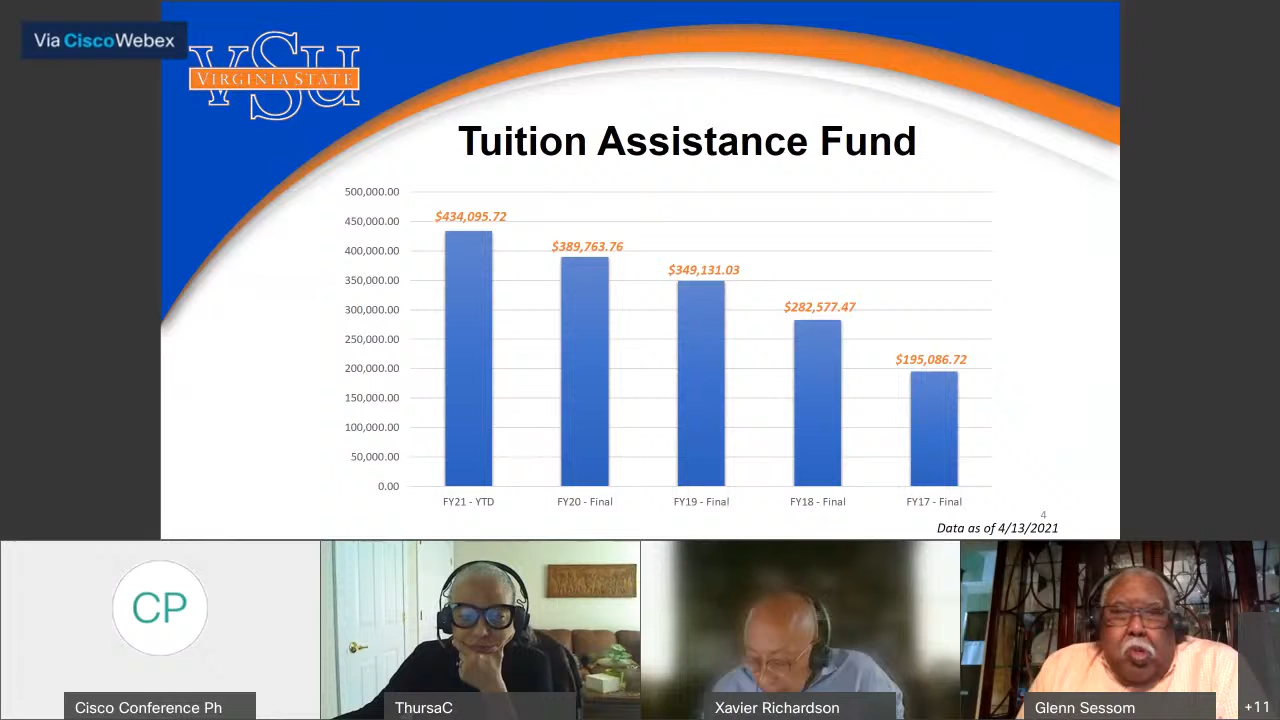 Via CiscoWebex
VSU
VIRGINIA STATE
Tuition Assistance Fund
500,000.00
450,000.00
400,000.00
350,000.00
300,000.00
250,000.00
200,000.00
150,000.00
100,000.00
50,000.00
0.00
$434,095.72
$389,763.76
$349,131.03
$282,577.47
$195,086.72
FY21 - YTD
FY20 - Final
FY19 - Final
FY18 - Final
FY17 - Final
4
Data as of 4/13/2021
CP
Cisco Conference Ph
ThursaC
Xavier Richardson
Glenn Sessom
+11